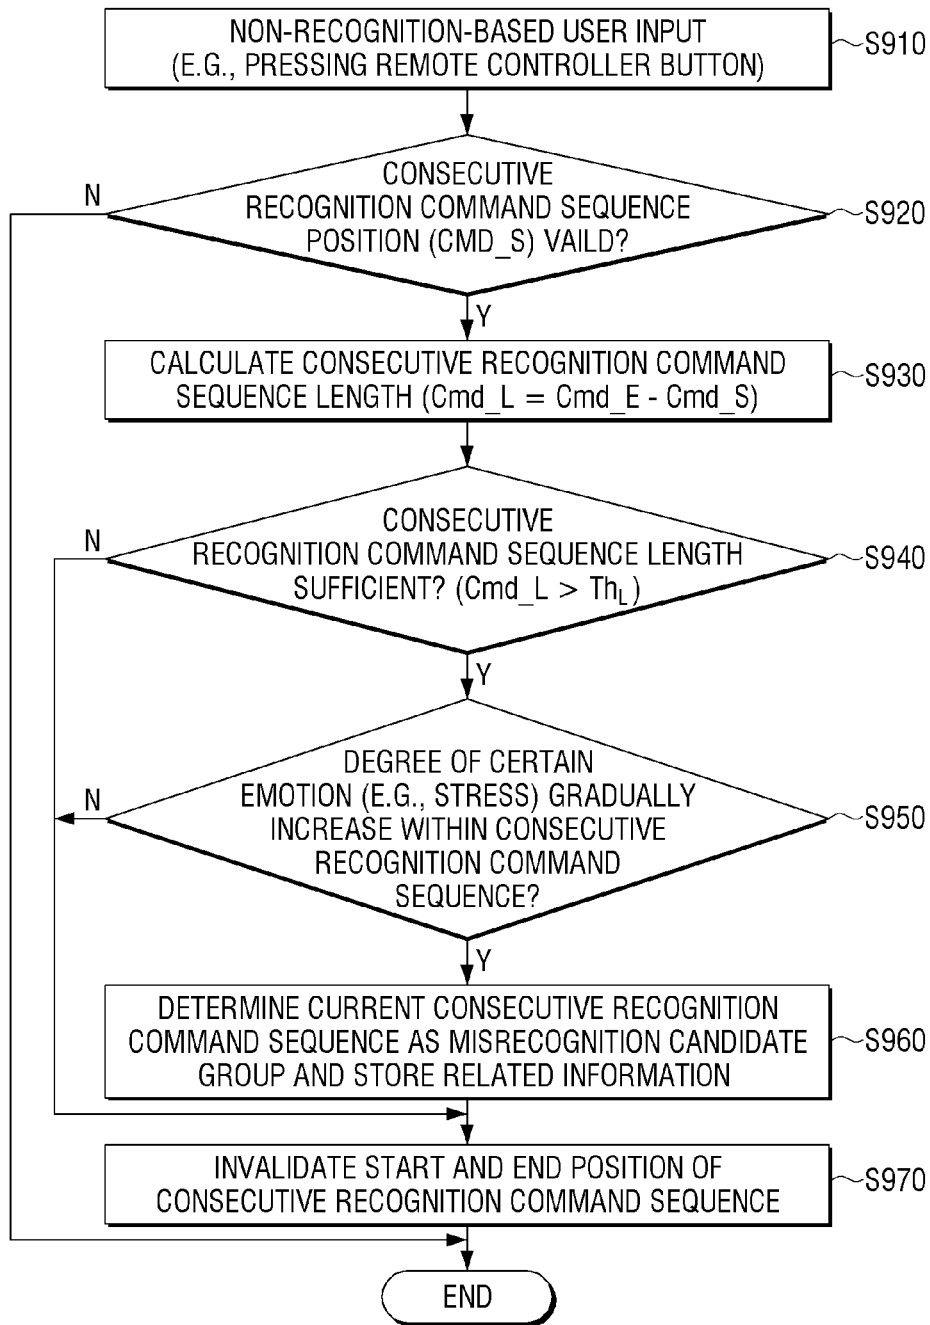 NON-RECOGNITION-BASED USER INPUT
(E.G., PRESSING REMOTE CONTROLLER BUTTON)
S910
CONSECUTIVE
RECOGNITION COMMAND SEQUENCE
POSITION (CMD_S) VAILD?
N
S920
Y
CALCULATE CONSECUTIVE RECOGNITION COMMAND
SEQUENCE LENGTH (Cmd_L = Cmd_E - Cmd_S)
S930
CONSECUTIVE
RECOGNITION COMMAND SEQUENCE LENGTH
SUFFICIENT? (Cmd_L > ThL)
N
S940
Y
DEGREE OF CERTAIN
EMOTION (E.G., STRESS) GRADUALLY
INCREASE WITHIN CONSECUTIVE
RECOGNITION COMMAND
SEQUENCE?
N
S950
Y
DETERMINE CURRENT CONSECUTIVE RECOGNITION
COMMAND SEQUENCE AS MISRECOGNITION CANDIDATE
GROUP AND STORE RELATED INFORMATION
S960
INVALIDATE START AND END POSITION OF
CONSECUTIVE RECOGNITION COMMAND SEQUENCE
S970
END